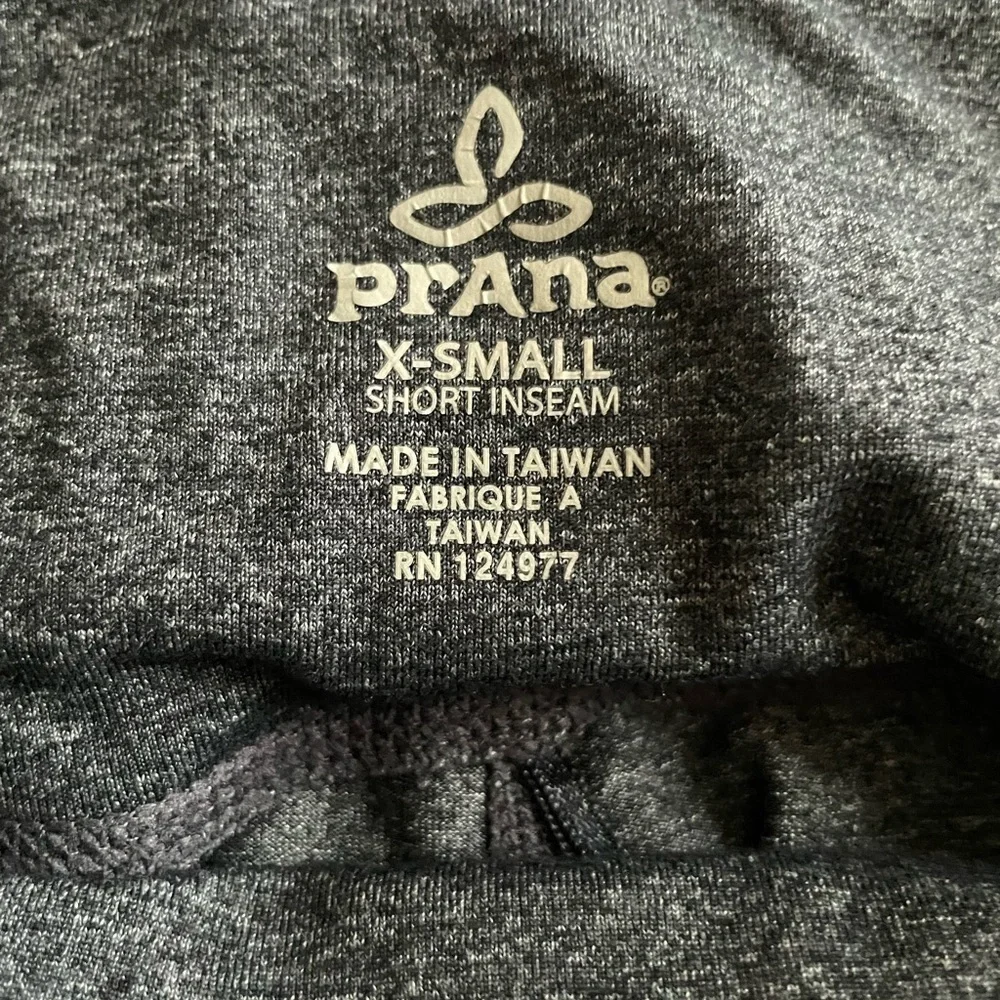 prAna®
X-SMALL
SHORT INSEAM
MADE IN TAIWAN
FABRIQUE A
TAIWAN
RN 124977